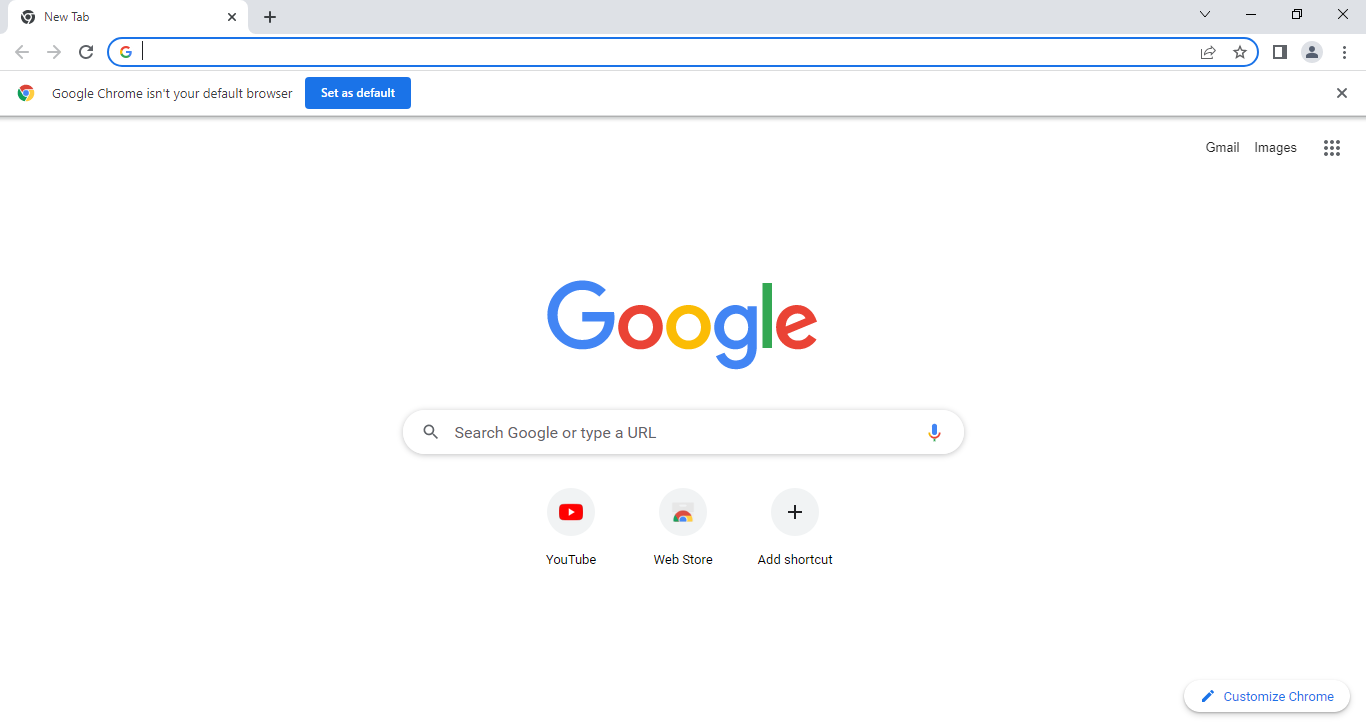 New Tab
Google Chrome isn't your default browser
Set as default
Gmail
Images
Google
Search Google or type a URL
YouTube
Web Store
Add shortcut
Customize Chrome